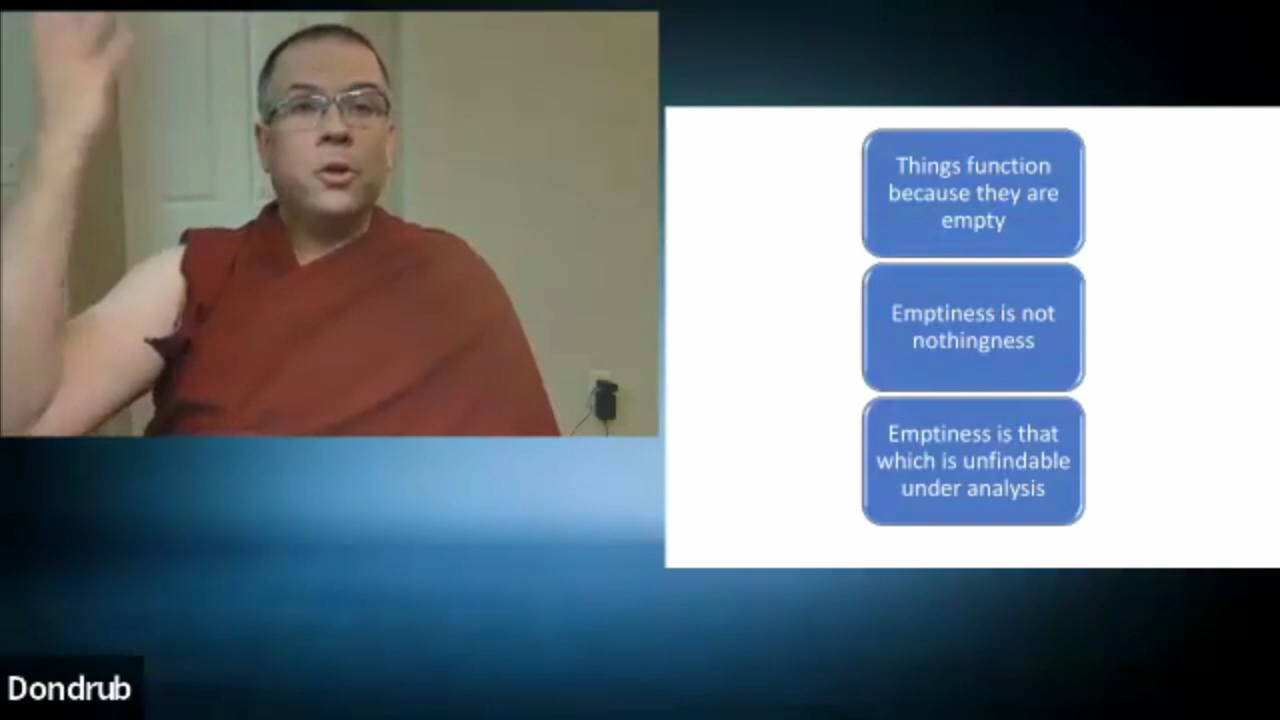 Things function
because they are
empty
Emptiness is not
nothingness
Emptiness is that
which is unfindable
under analysis
Dondrub